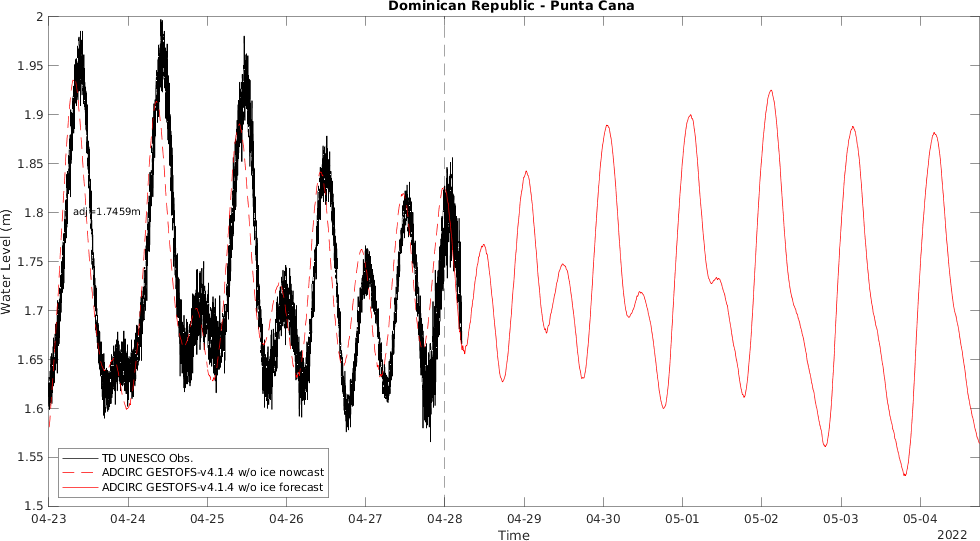 Dominican Republic - Punta Cana
Water Level (m)
2
1.95
1.9
1.85
1.8
1.75
1.7
1.65
1.6
1.55
1.5
adj=1.7459m
TD UNESCO Obs.
ADCIRC GESTOFS-v4.1.4 w/o ice nowcast
ADCIRC GESTOFS-v4.1.4 w/o ice forecast
04-23 04-24 04-25 04-26 04-27 04-28 04-29 04-30 05-01 05-02 05-03 05-04
Time
2022